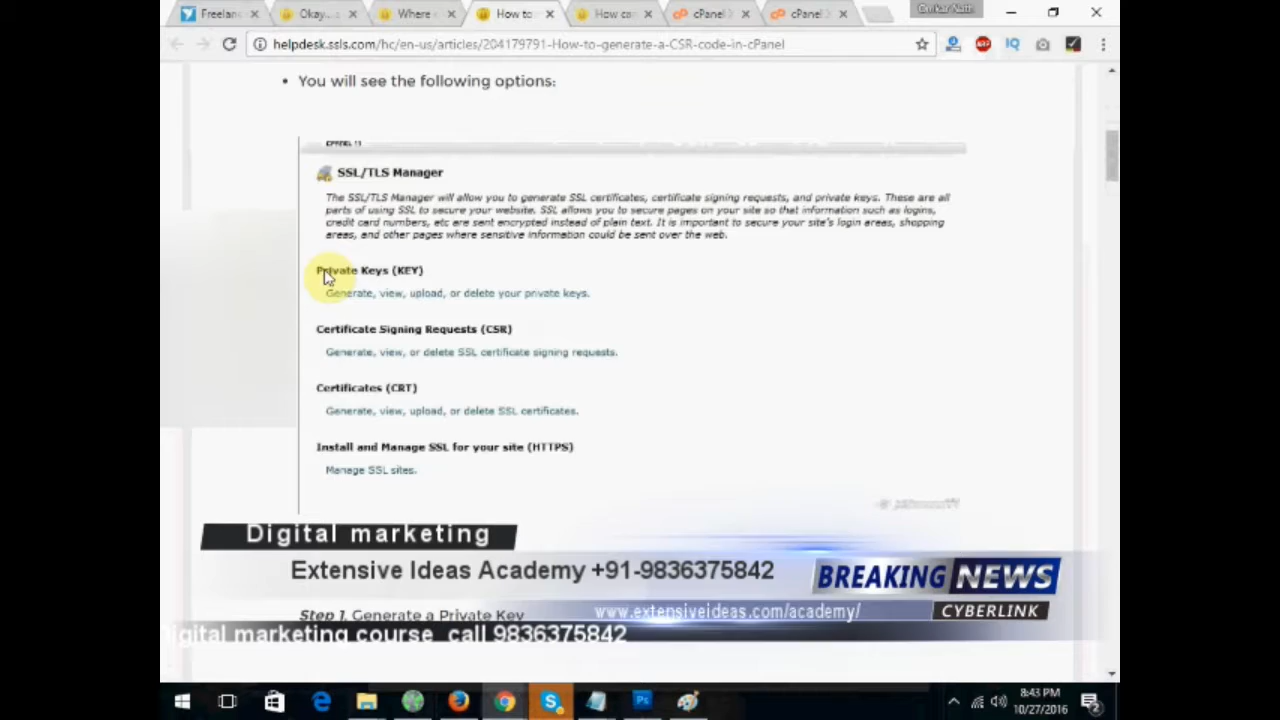 Freelan
Okay...
Where
How to
How co
cPanel
cPanel
helpdesk.ssls.com/hc/en-us/articles/204179791-How-to-generate-a-CSR-code-in-cPanel
• You will see the following options:
SSL/TLS Manager
The SSL/TLS Manager will allow you to generate SSL certificates, certificate signing requests, and private keys. These are all
parts of using SSL to secure your website. SSL allows you to secure pages on your site so that information such as logins,
credit card numbers, etc are sent encrypted instead of plain text. It is important to secure your site's login areas, shopping
areas, and other pages where sensitive information could be sent over the web.
Private Keys (KEY)
Generate, view, upload, or delete your private keys.
Certificate Signing Requests (CSR)
Generate, view, or delete SSL certificate signing requests.
Certificates (CRT)
Generate, view, upload, or delete SSL certificates.
Install and Manage SSL for your site (HTTPS)
Manage SSL sites.
Digital marketing
Extensive Ideas Academy +91-9836375842
BREAKING NEWS
Step 1. Generate a Private Key
www.extensiveideas.com/academy/
CYBERLINK
igital marketing course call 9836375842
8:43 PM
10/27/2016